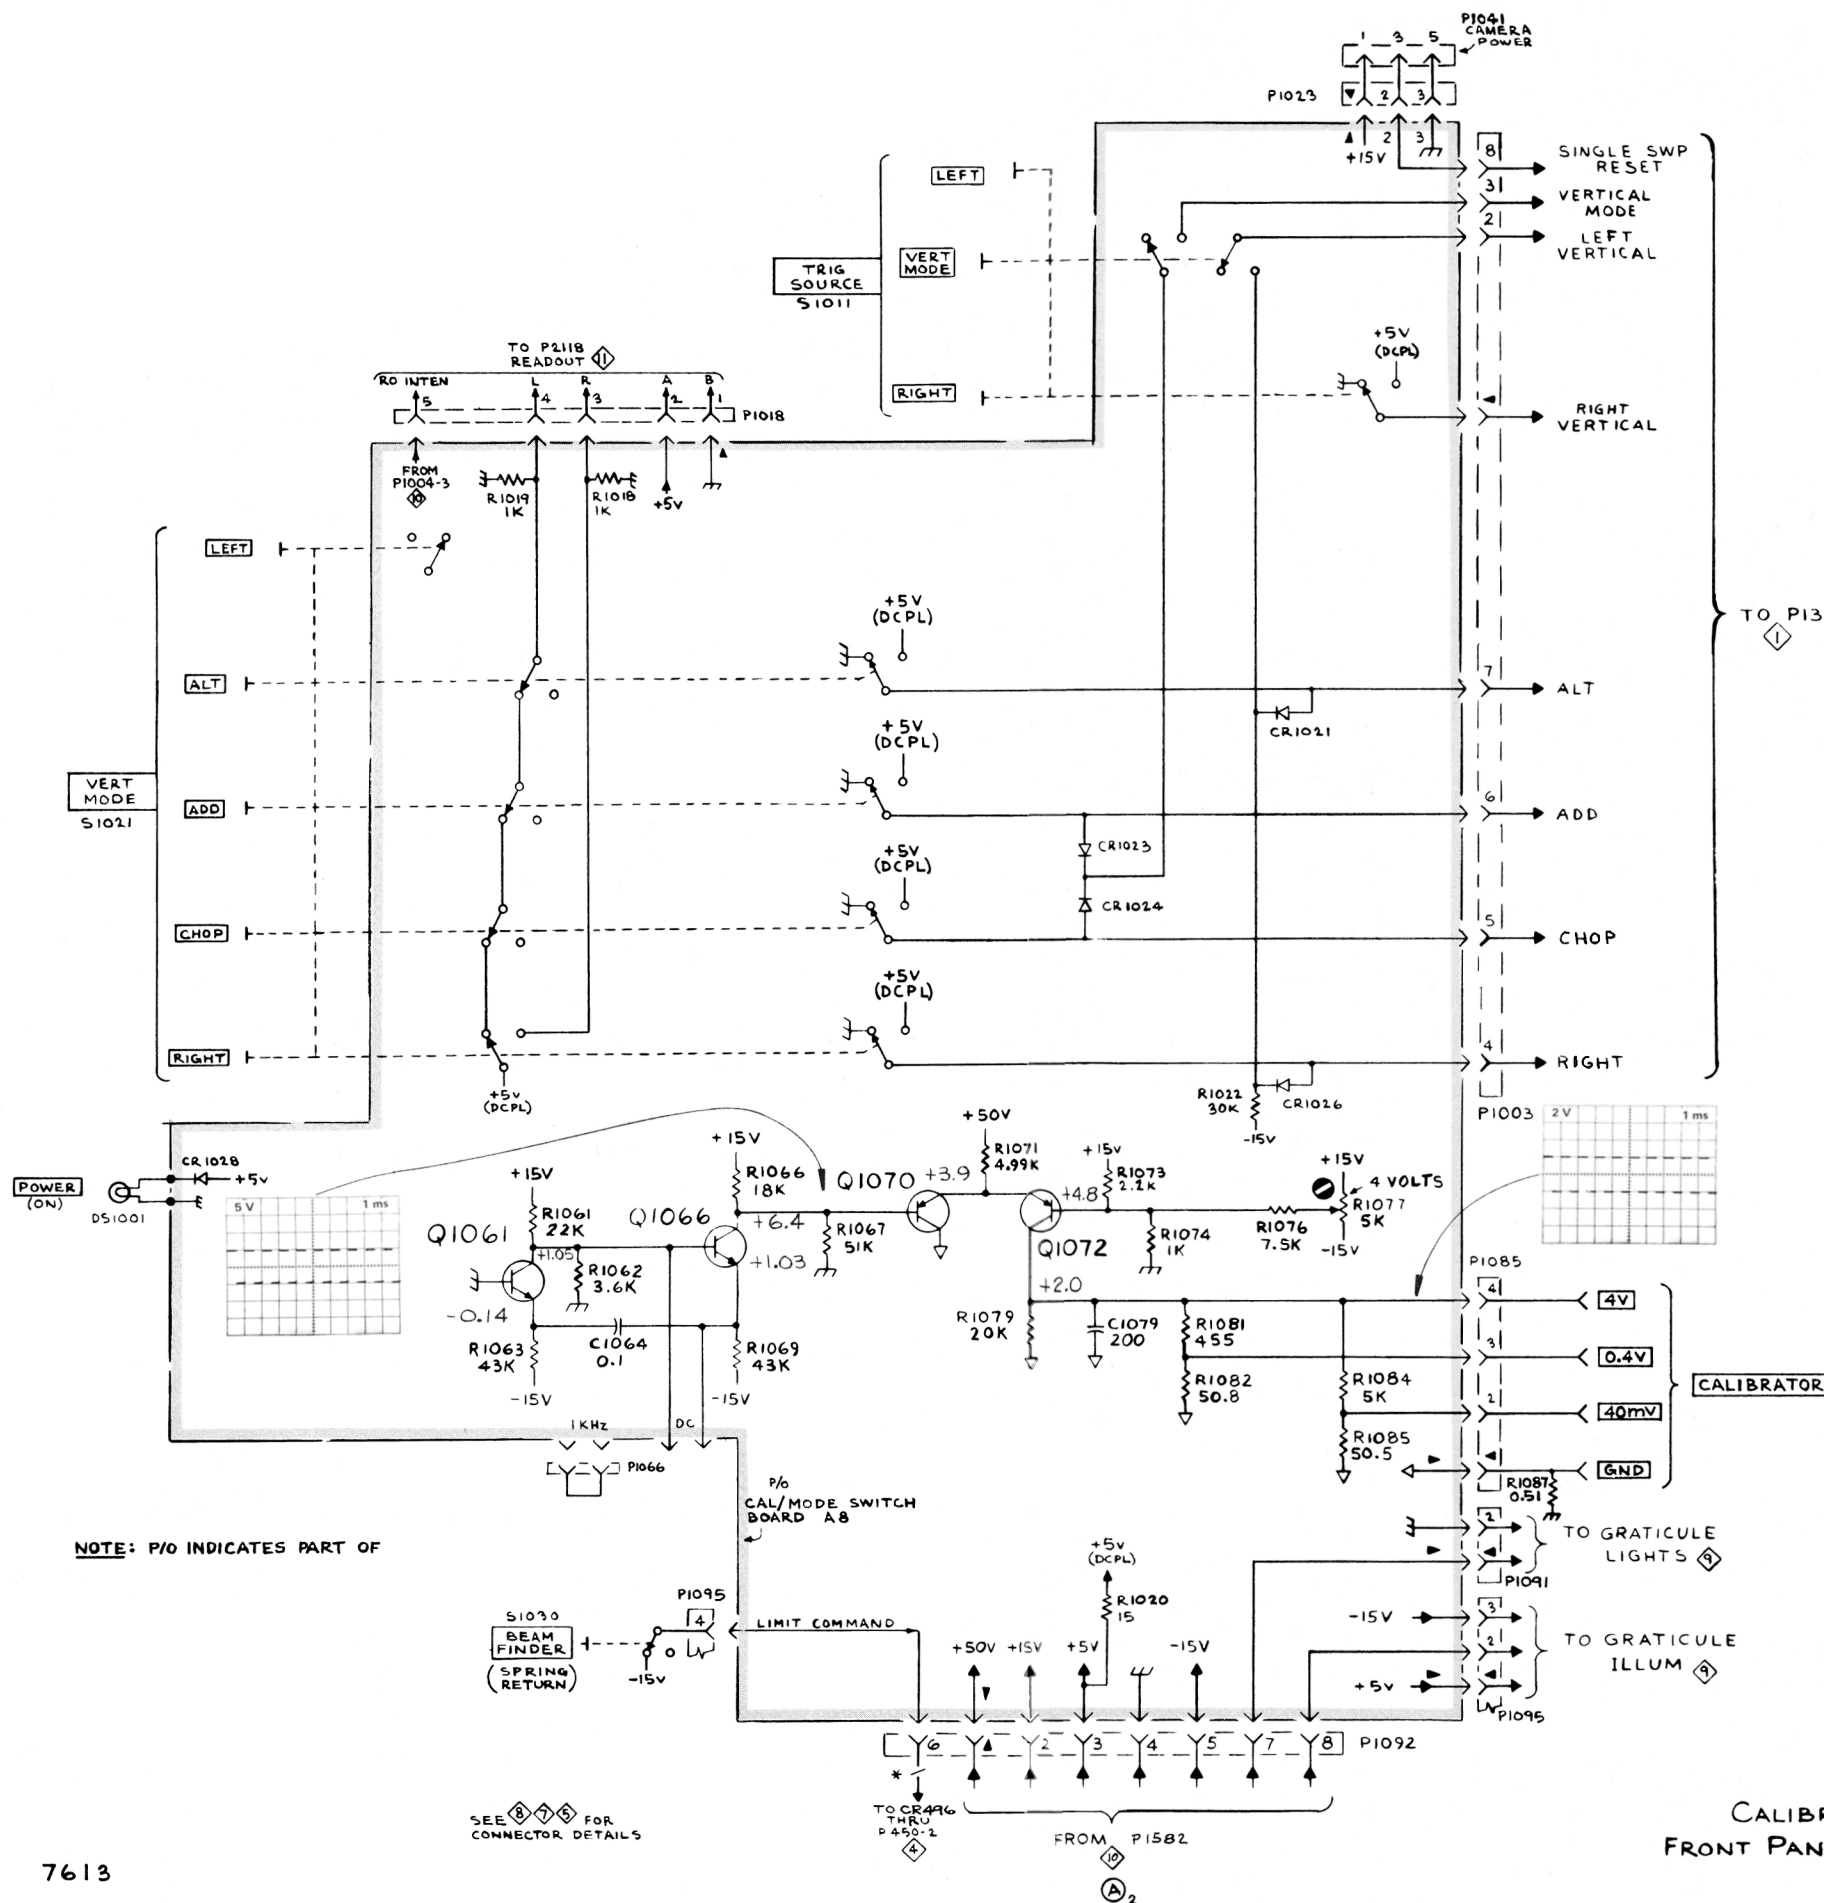 P1041
CAMERA
POWER
1 3 5
P1023
2 3
2 3
+15V
8
SINGLE SWP
RESET
3
VERTICAL
MODE
2
LEFT
VERTICAL
LEFT
VERT
MODE
TRIG
SOURCE
S1011
RIGHT
+5V
(DCPL)
RIGHT
VERTICAL
TO P2118
READOUT 11
RO INTEN L R A B
5 4 3 2 1
P1018
FROM
P1004-3
10
R1019
1K
R1018
1K
+5V
LEFT
ALT
+5V
(DCPL)
7
ALT
CR1021
TO P13
1
VERT
MODE
S1021
ADD
+5V
(DCPL)
6
ADD
CR1023
CHOP
+5V
(DCPL)
CR1024
5
CHOP
RIGHT
+5V
(DCPL)
+5V
(DCPL)
4
RIGHT
R1022
30K
-15V
CR1026
P1003
2V 1ms
POWER
(ON)
DS1001
CR1028
+5V
5V 1ms
Q1061
+15V
R1061
22K
+1.05
R1062
3.6K
-0.14
R1063
43K
-15V
C1064
0.1
Q1066
+15V
R1066
18K
+6.4
+1.03
R1069
43K
-15V
R1067
51K
Q1070
+3.9
+50V
R1071
4.99K
Q1072
+4.8
+15V
R1073
2.2K
R1074
1K
R1076
7.5K
+15V
4 VOLTS
R1077
5K
-15V
+2.0
R1079
20K
C1079
200
R1081
455
R1082
50.8
R1084
5K
R1085
50.5
P1085
4
4V
3
0.4V
2
40mV
GND
CALIBRATOR
R1087
0.51
1KHz
DC
P1066
P/O
CAL/MODE SWITCH
BOARD A8
NOTE: P/O INDICATES PART OF
2
TO GRATICULE
LIGHTS 9
P1091
-15V
3
2
TO GRATICULE
ILLUM 9
+5V
P1095
S1030
BEAM
FINDER
(SPRING
RETURN)
P1095
4
-15V
LIMIT COMMAND
+5V
(DCPL)
R1020
15
+50V +15V +5V -15V
6 2 3 4 5 7 8
P1092
*
TO CR496
THRU
P450-2
4
FROM P1582
10
A 2
SEE 8 7 5 FOR
CONNECTOR DETAILS
CALIBR
FRONT PAN
7613